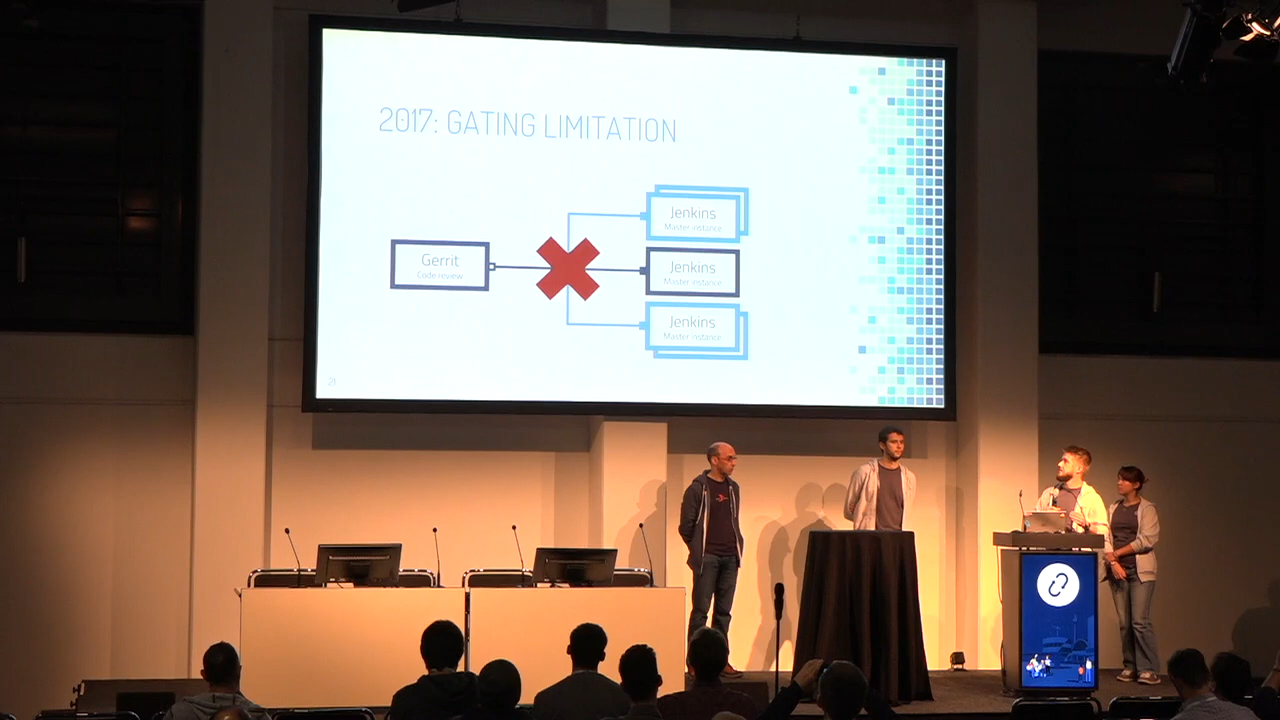 2017: GATING LIMITATION
Gerrit
Code review
Jenkins
Master instance
Jenkins
Master instance
Jenkins
Master instance
21